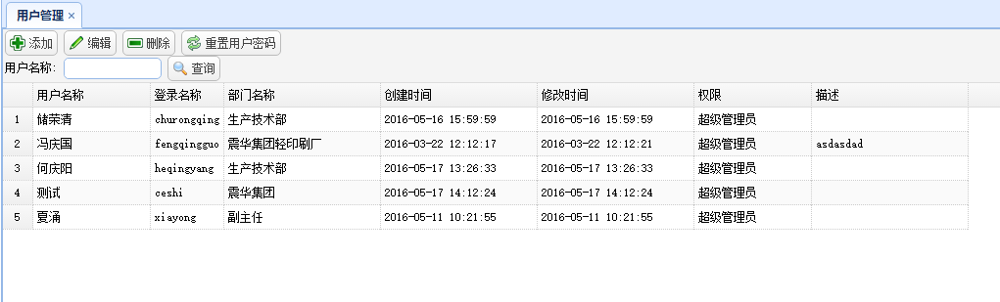 用户管理 ×
添加 编辑 删除 重置用户密码
用户名称: 查询
用户名称 登录名称 部门名称 创建时间 修改时间 权限 描述
1 储荣清 churongqing 生产技术部 2016-05-16 15:59:59 2016-05-16 15:59:59 超级管理员
2 冯庆国 fengqingguo 震华集团轻印刷厂 2016-03-22 12:12:17 2016-03-22 12:12:21 超级管理员 asdasdad
3 何庆阳 heqingyang 生产技术部 2016-05-17 13:26:33 2016-05-17 13:26:33 超级管理员
4 测试 ceshi 震华集团 2016-05-17 14:12:24 2016-05-17 14:12:24 超级管理员
5 夏涌 xiayong 副主任 2016-05-11 10:21:55 2016-05-11 10:21:55 超级管理员